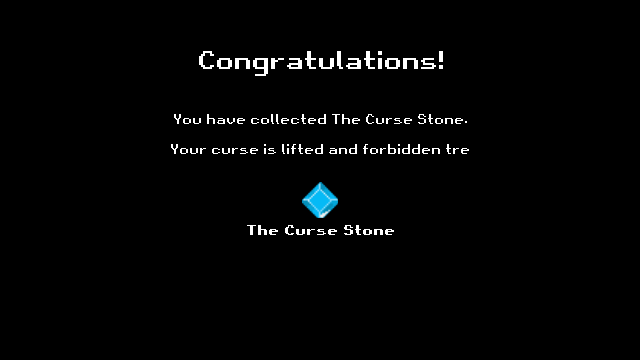 Congratulations!
You have collected The Curse Stone.
Your curse is lifted and forbidden tre
The Curse Stone